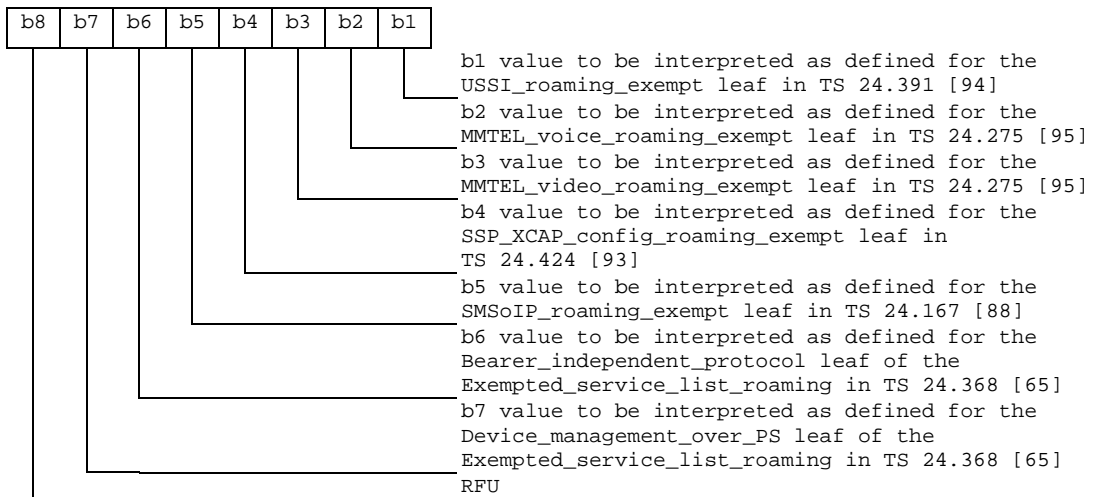 b8 b7 b6 b5 b4 b3 b2 b1
b1 value to be interpreted as defined for the
USSI_roaming_exempt leaf in TS 24.391 [94]
b2 value to be interpreted as defined for the
MMTEL_voice_roaming_exempt leaf in TS 24.275 [95]
b3 value to be interpreted as defined for the
MMTEL_video_roaming_exempt leaf in TS 24.275 [95]
b4 value to be interpreted as defined for the
SSP_XCAP_config_roaming_exempt leaf in
TS 24.424 [93]
b5 value to be interpreted as defined for the
SMSoIP_roaming_exempt leaf in TS 24.167 [88]
b6 value to be interpreted as defined for the
Bearer_independent_protocol leaf of the
Exempted_service_list_roaming in TS 24.368 [65]
b7 value to be interpreted as defined for the
Device_management_over_PS leaf of the
Exempted_service_list_roaming in TS 24.368 [65]
RFU